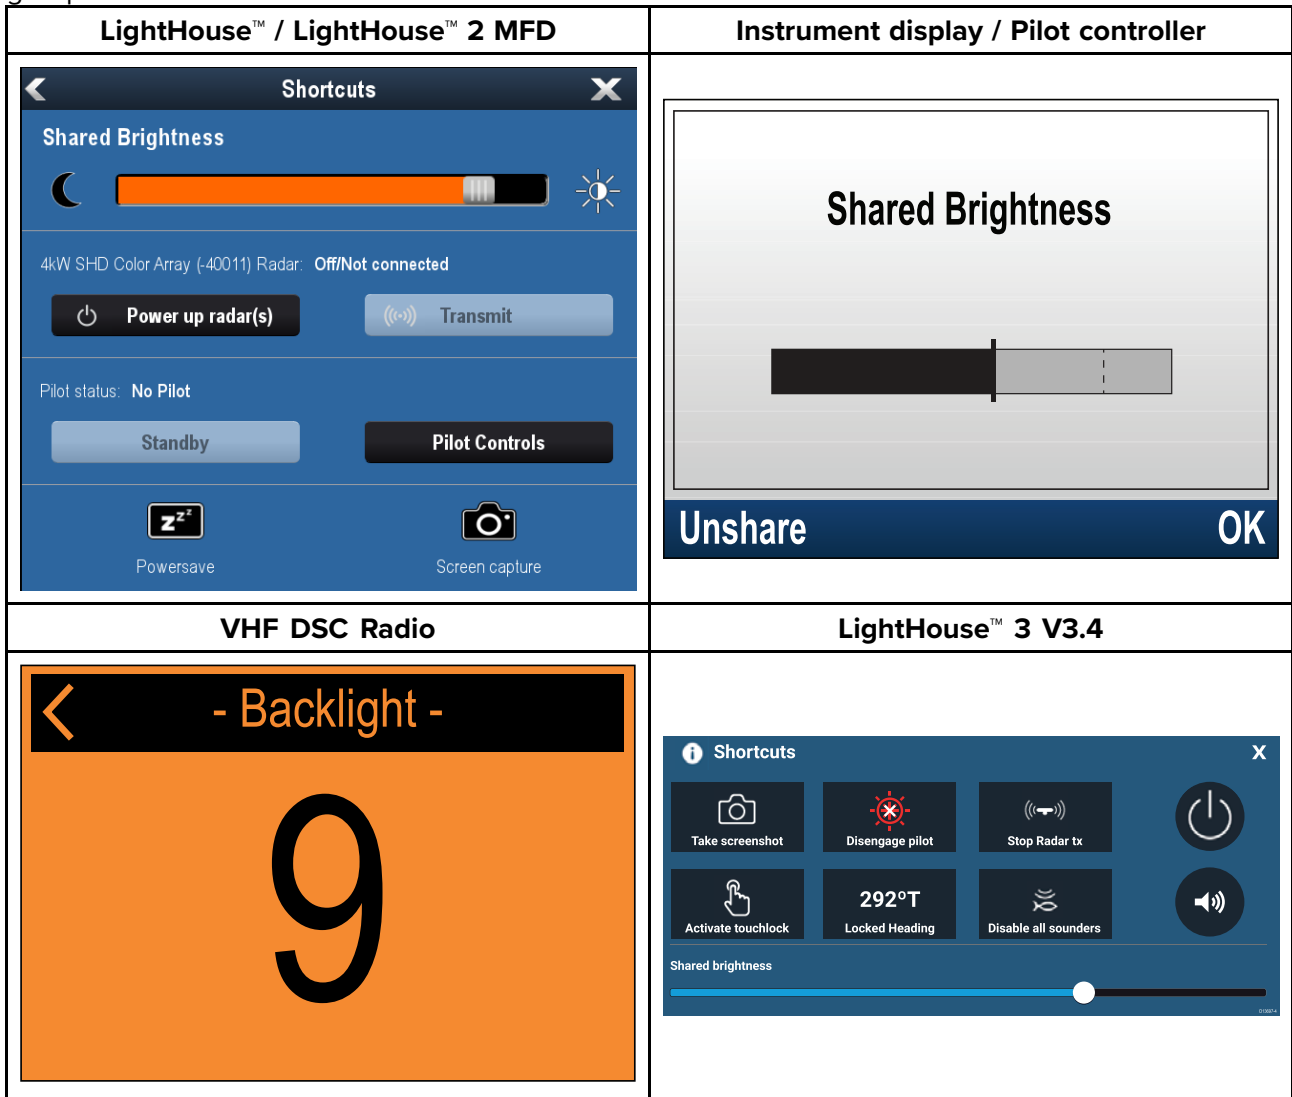 LightHouse™ / LightHouse™ 2 MFD
Instrument display / Pilot controller
Shortcuts
Shared Brightness
4kW SHD Color Array (-40011) Radar: Off/Not connected
Power up radar(s)
Transmit
Pilot status: No Pilot
Standby
Pilot Controls
zzz
Powersave
Screen capture
Shared Brightness
Unshare
OK
VHF DSC Radio
LightHouse™ 3 V3.4
- Backlight -
9
Shortcuts
X
Take screenshot
Disengage pilot
Stop Radar tx
Activate touchlock
292°T
Locked Heading
Disable all sounders
Shared brightness